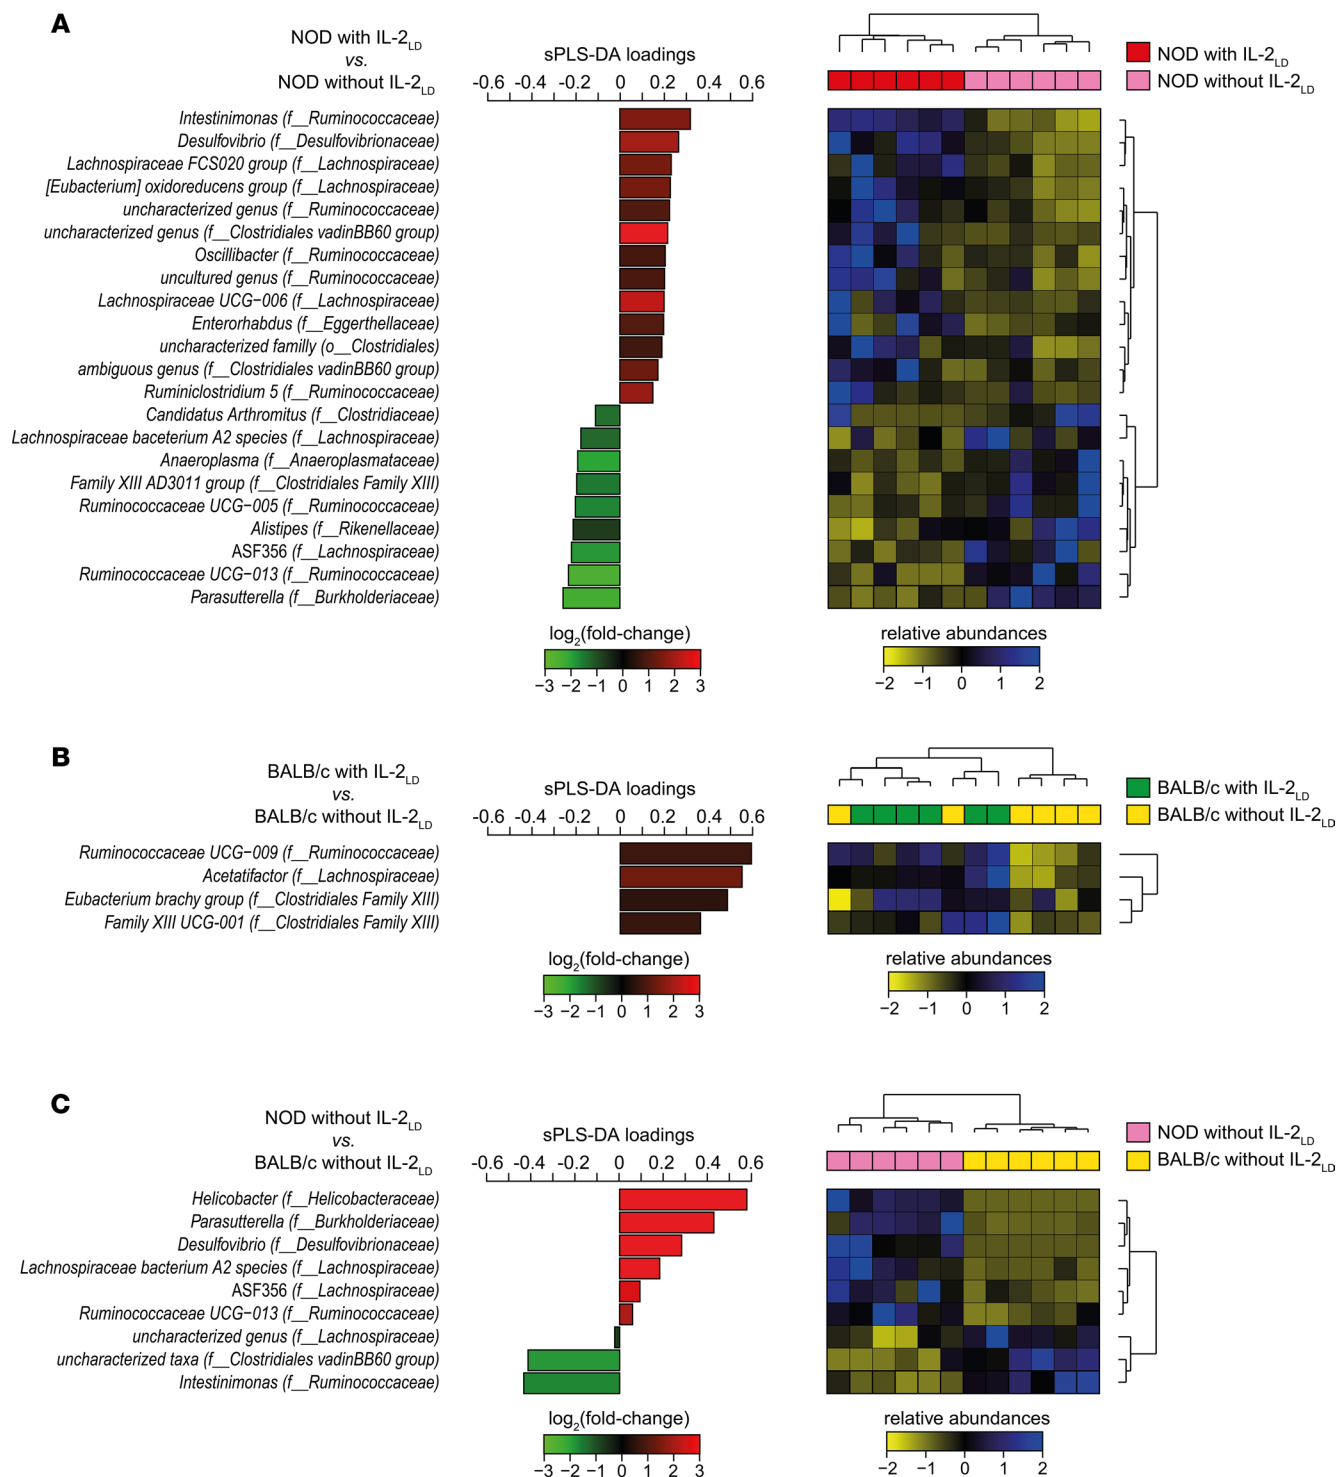 A
NOD with IL-2LD
vs.
NOD without IL-2LD
sPLS-DA loadings
-0.6 -0.4 -0.2 0 0.2 0.4 0.6
NOD with IL-2LD
NOD without IL-2LD
Intestinimonas (f__Ruminococcaceae)
Desulfovibrio (f__Desulfovibrionaceae)
Lachnospiraceae FCS020 group (f__Lachnospiraceae)
[Eubacterium] oxidoreducens group (f__Lachnospiraceae)
uncharacterized genus (f__Ruminococcaceae)
uncharacterized genus (f__Clostridiales vadinBB60 group)
Oscillibacter (f__Ruminococcaceae)
uncultured genus (f__Ruminococcaceae)
Lachnospiraceae UCG−006 (f__Lachnospiraceae)
Enterorhabdus (f__Eggerthellaceae)
uncharacterized familly (o__Clostridiales)
ambiguous genus (f__Clostridiales vadinBB60 group)
Ruminiclostridium 5 (f__Ruminococcaceae)
Candidatus Arthromitus (f__Clostridiaceae)
Lachnospiraceae baceterium A2 species (f__Lachnospiraceae)
Anaeroplasma (f__Anaeroplasmataceae)
Family XIII AD3011 group (f__Clostridiales Family XIII)
Ruminococcaceae UCG−005 (f__Ruminococcaceae)
Alistipes (f__Rikenellaceae)
ASF356 (f__Lachnospiraceae)
Ruminococcaceae UCG−013 (f__Ruminococcaceae)
Parasutterella (f__Burkholderiaceae)
log2(fold-change)
−3 −2 −1 0 1 2 3
relative abundances
−2 −1 0 1 2
B
BALB/c with IL-2LD
vs.
BALB/c without IL-2LD
sPLS-DA loadings
-0.6 -0.4 -0.2 0 0.2 0.4 0.6
BALB/c with IL-2LD
BALB/c without IL-2LD
Ruminococcaceae UCG−009 (f__Ruminococcaceae)
Acetatifactor (f__Lachnospiraceae)
Eubacterium brachy group (f__Clostridiales Family XIII)
Family XIII UCG-001 (f__Clostridiales Family XIII)
log2(fold-change)
−3 −2 −1 0 1 2 3
relative abundances
−2 −1 0 1 2
C
NOD without IL-2LD
vs.
BALB/c without IL-2LD
sPLS-DA loadings
-0.6 -0.4 -0.2 0 0.2 0.4 0.6
NOD without IL-2LD
BALB/c without IL-2LD
Helicobacter (f__Helicobacteraceae)
Parasutterella (f__Burkholderiaceae)
Desulfovibrio (f__Desulfovibrionaceae)
Lachnospiraceae bacterium A2 species (f__Lachnospiraceae)
ASF356 (f__Lachnospiraceae)
Ruminococcaceae UCG−013 (f__Ruminococcaceae)
uncharacterized genus (f__Lachnospiraceae)
uncharacterized taxa (f__Clostridiales vadinBB60 group)
Intestinimonas (f__Ruminococcaceae)
log2(fold-change)
−3 −2 −1 0 1 2 3
relative abundances
−2 −1 0 1 2